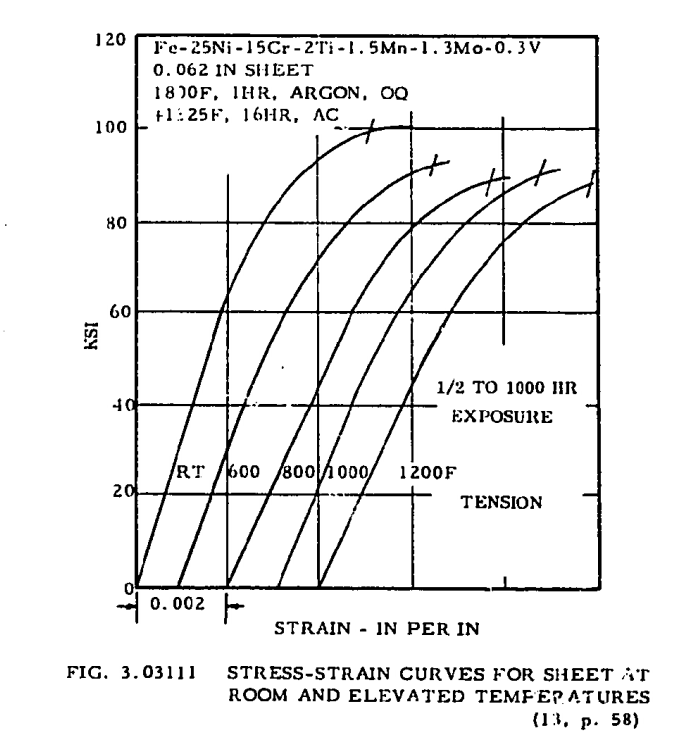 120
Fe-25Ni-15Cr-2Ti-1.5Mn-1.3Mo-0.3V
0.062 IN SHEET
1800F, 1HR, ARGON, OQ
+1325F, 16HR, AC
100
80
60
KSI
1/2 TO 1000 HR
40
EXPOSURE
RT 600 800 1000 1200F
20
TENSION
0
0.002
STRAIN - IN PER IN
FIG. 3.03111 STRESS-STRAIN CURVES FOR SHEET AT
ROOM AND ELEVATED TEMPERATURES
(13, p. 58)